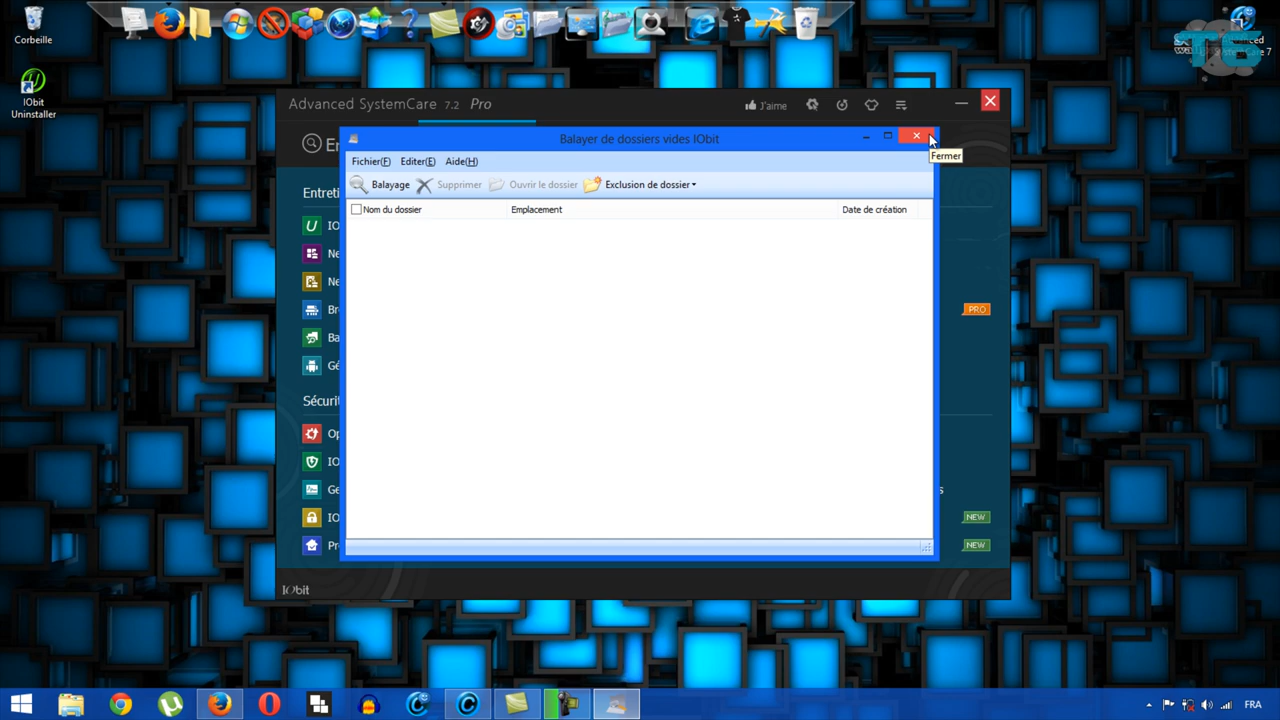 Corbeille
IObit
Uninstaller
Advanced SystemCare 7.2 Pro
J'aime
Balayer de dossiers vides IObit
Fermer
Fichier(F) Editer(E) Aide(H)
Balayage Supprimer Ouvrir le dossier Exclusion de dossier
Nom du dossier Emplacement Date de création
PRO
NEW
NEW
IObit
FRA